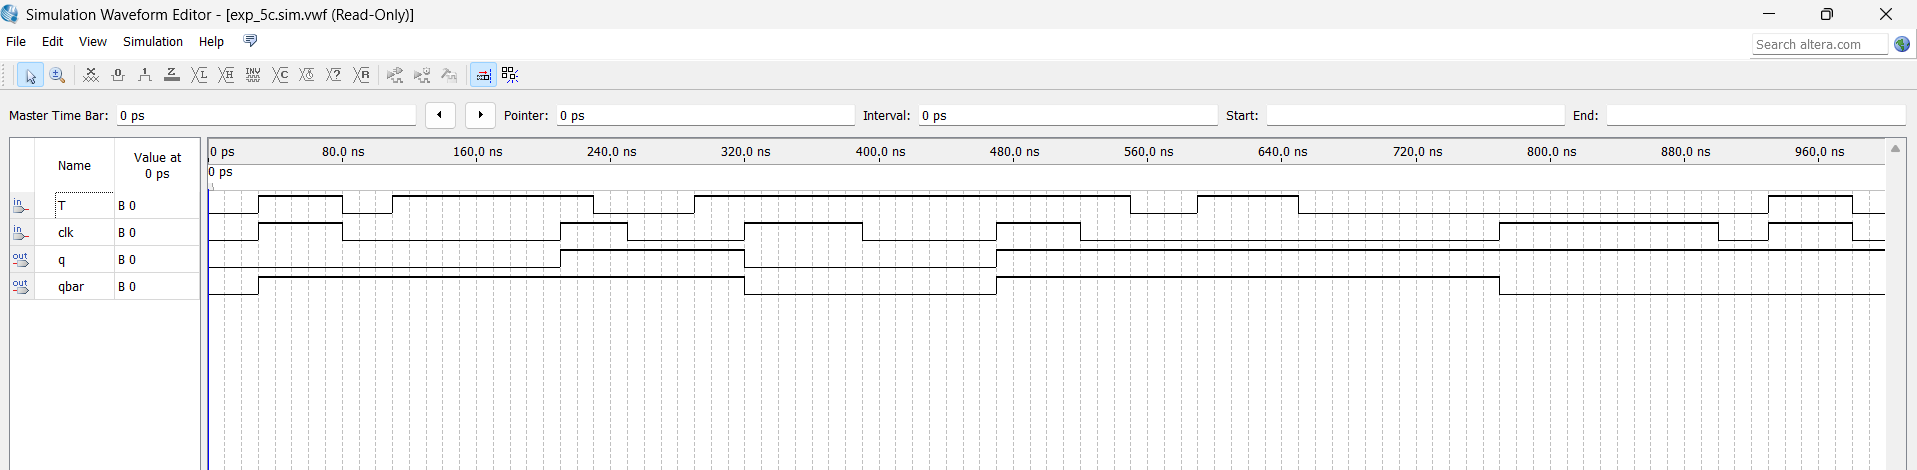 Simulation Waveform Editor - [exp_5c.sim.vwf (Read-Only)]
File Edit View Simulation Help
Search altera.com
Master Time Bar: 0 ps Pointer: 0 ps Interval: 0 ps Start: End:
Name Value at 0 ps
0 ps 80.0 ns 160.0 ns 240.0 ns 320.0 ns 400.0 ns 480.0 ns 560.0 ns 640.0 ns 720.0 ns 800.0 ns 880.0 ns 960.0 ns
0 ps
in T B 0
in clk B 0
out q B 0
out qbar B 0